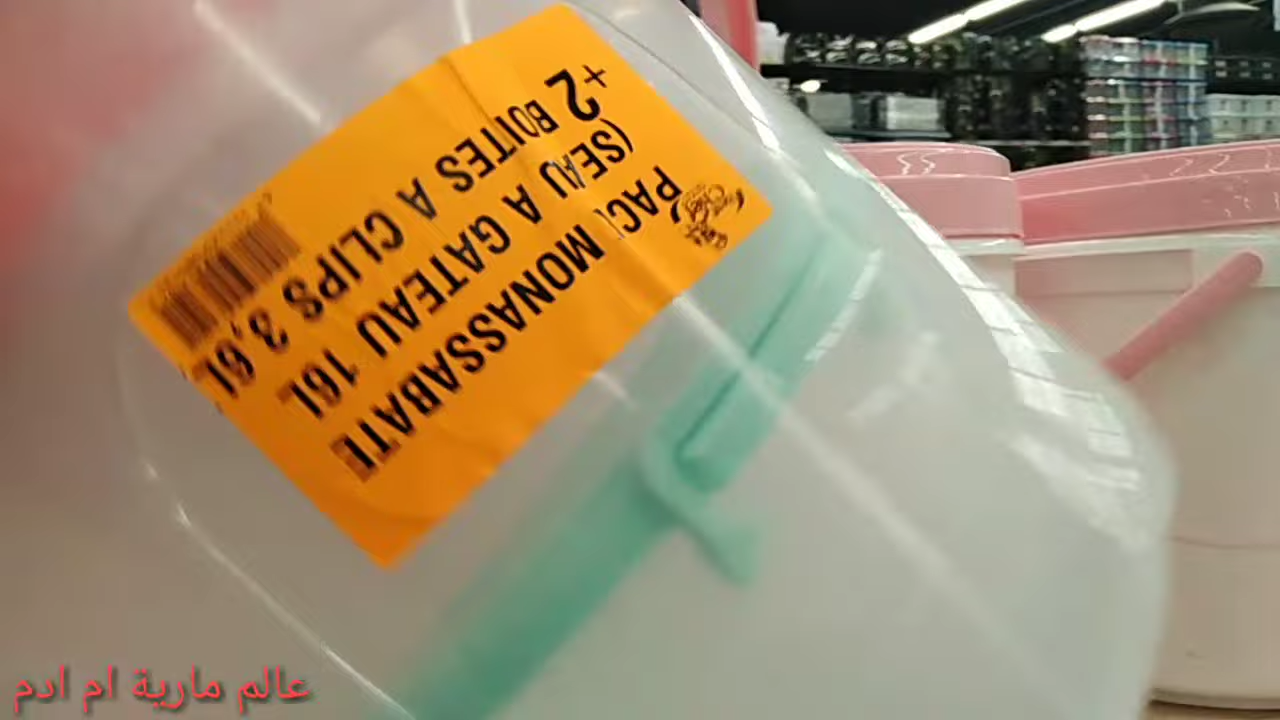 PACK MONASSABATE
(SEAU A GATEAU 16L
+2 BOITES A CLIPS 3,6L
عالم مارية ام ادم